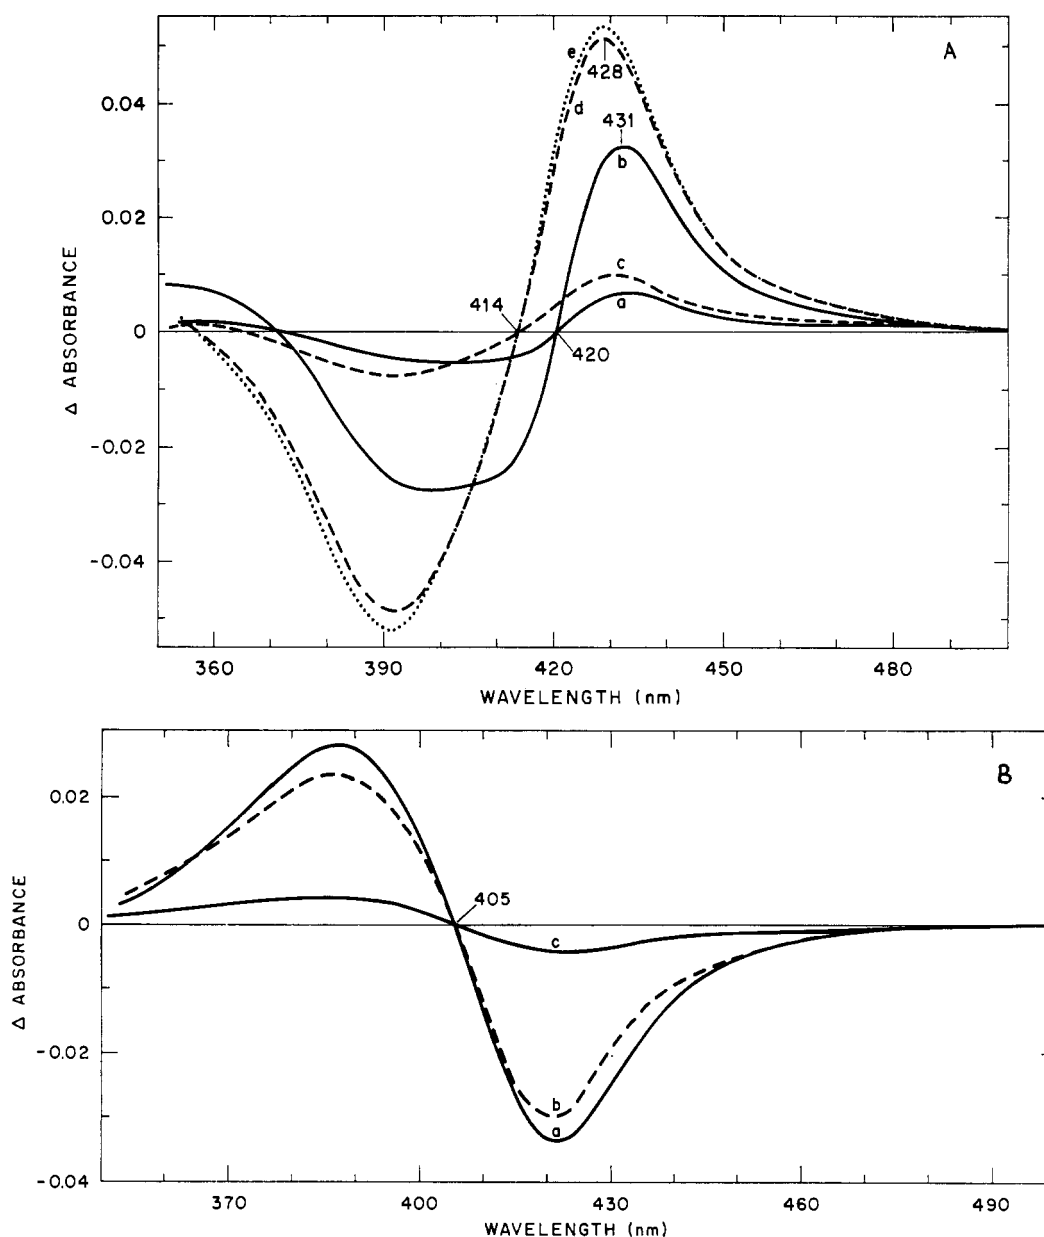 A
e
428
d
0.04
431
b
0.02
c
414
a
0
420
Δ ABSORBANCE
-0.02
-0.04
360 390 420 450 480
WAVELENGTH (nm)
B
0.02
405
0
c
Δ ABSORBANCE
-0.02
b
a
-0.04
370 400 430 460 490
WAVELENGTH (nm)